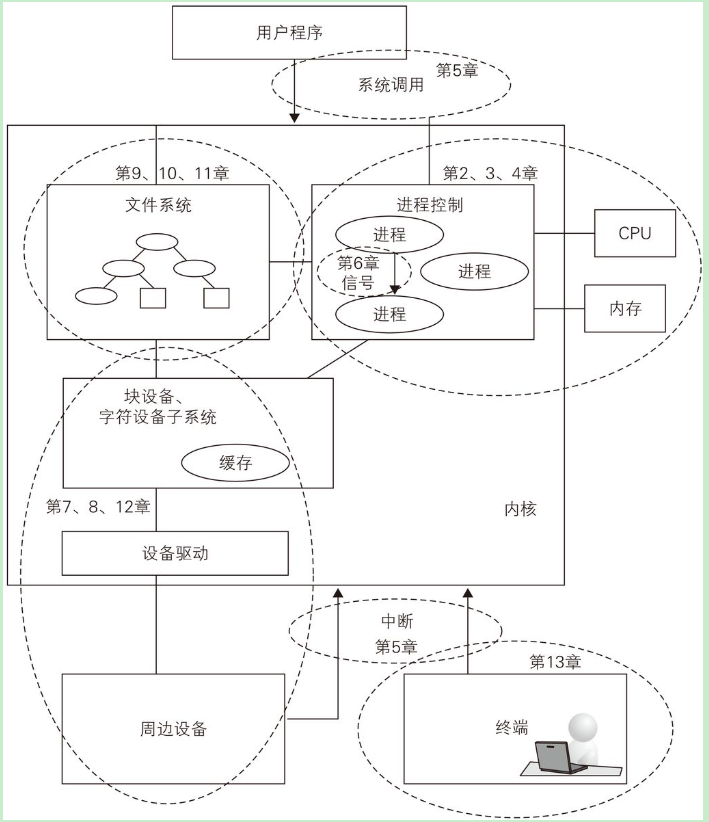 用户程序
第5章
系统调用
第9、10、11章
第2、3、4章
文件系统
进程控制
进程
CPU
第6章
信号
进程
内存
进程
块设备、
字符设备子系统
缓存
第7、8、12章
内核
设备驱动
中断
第5章
第13章
周边设备
终端